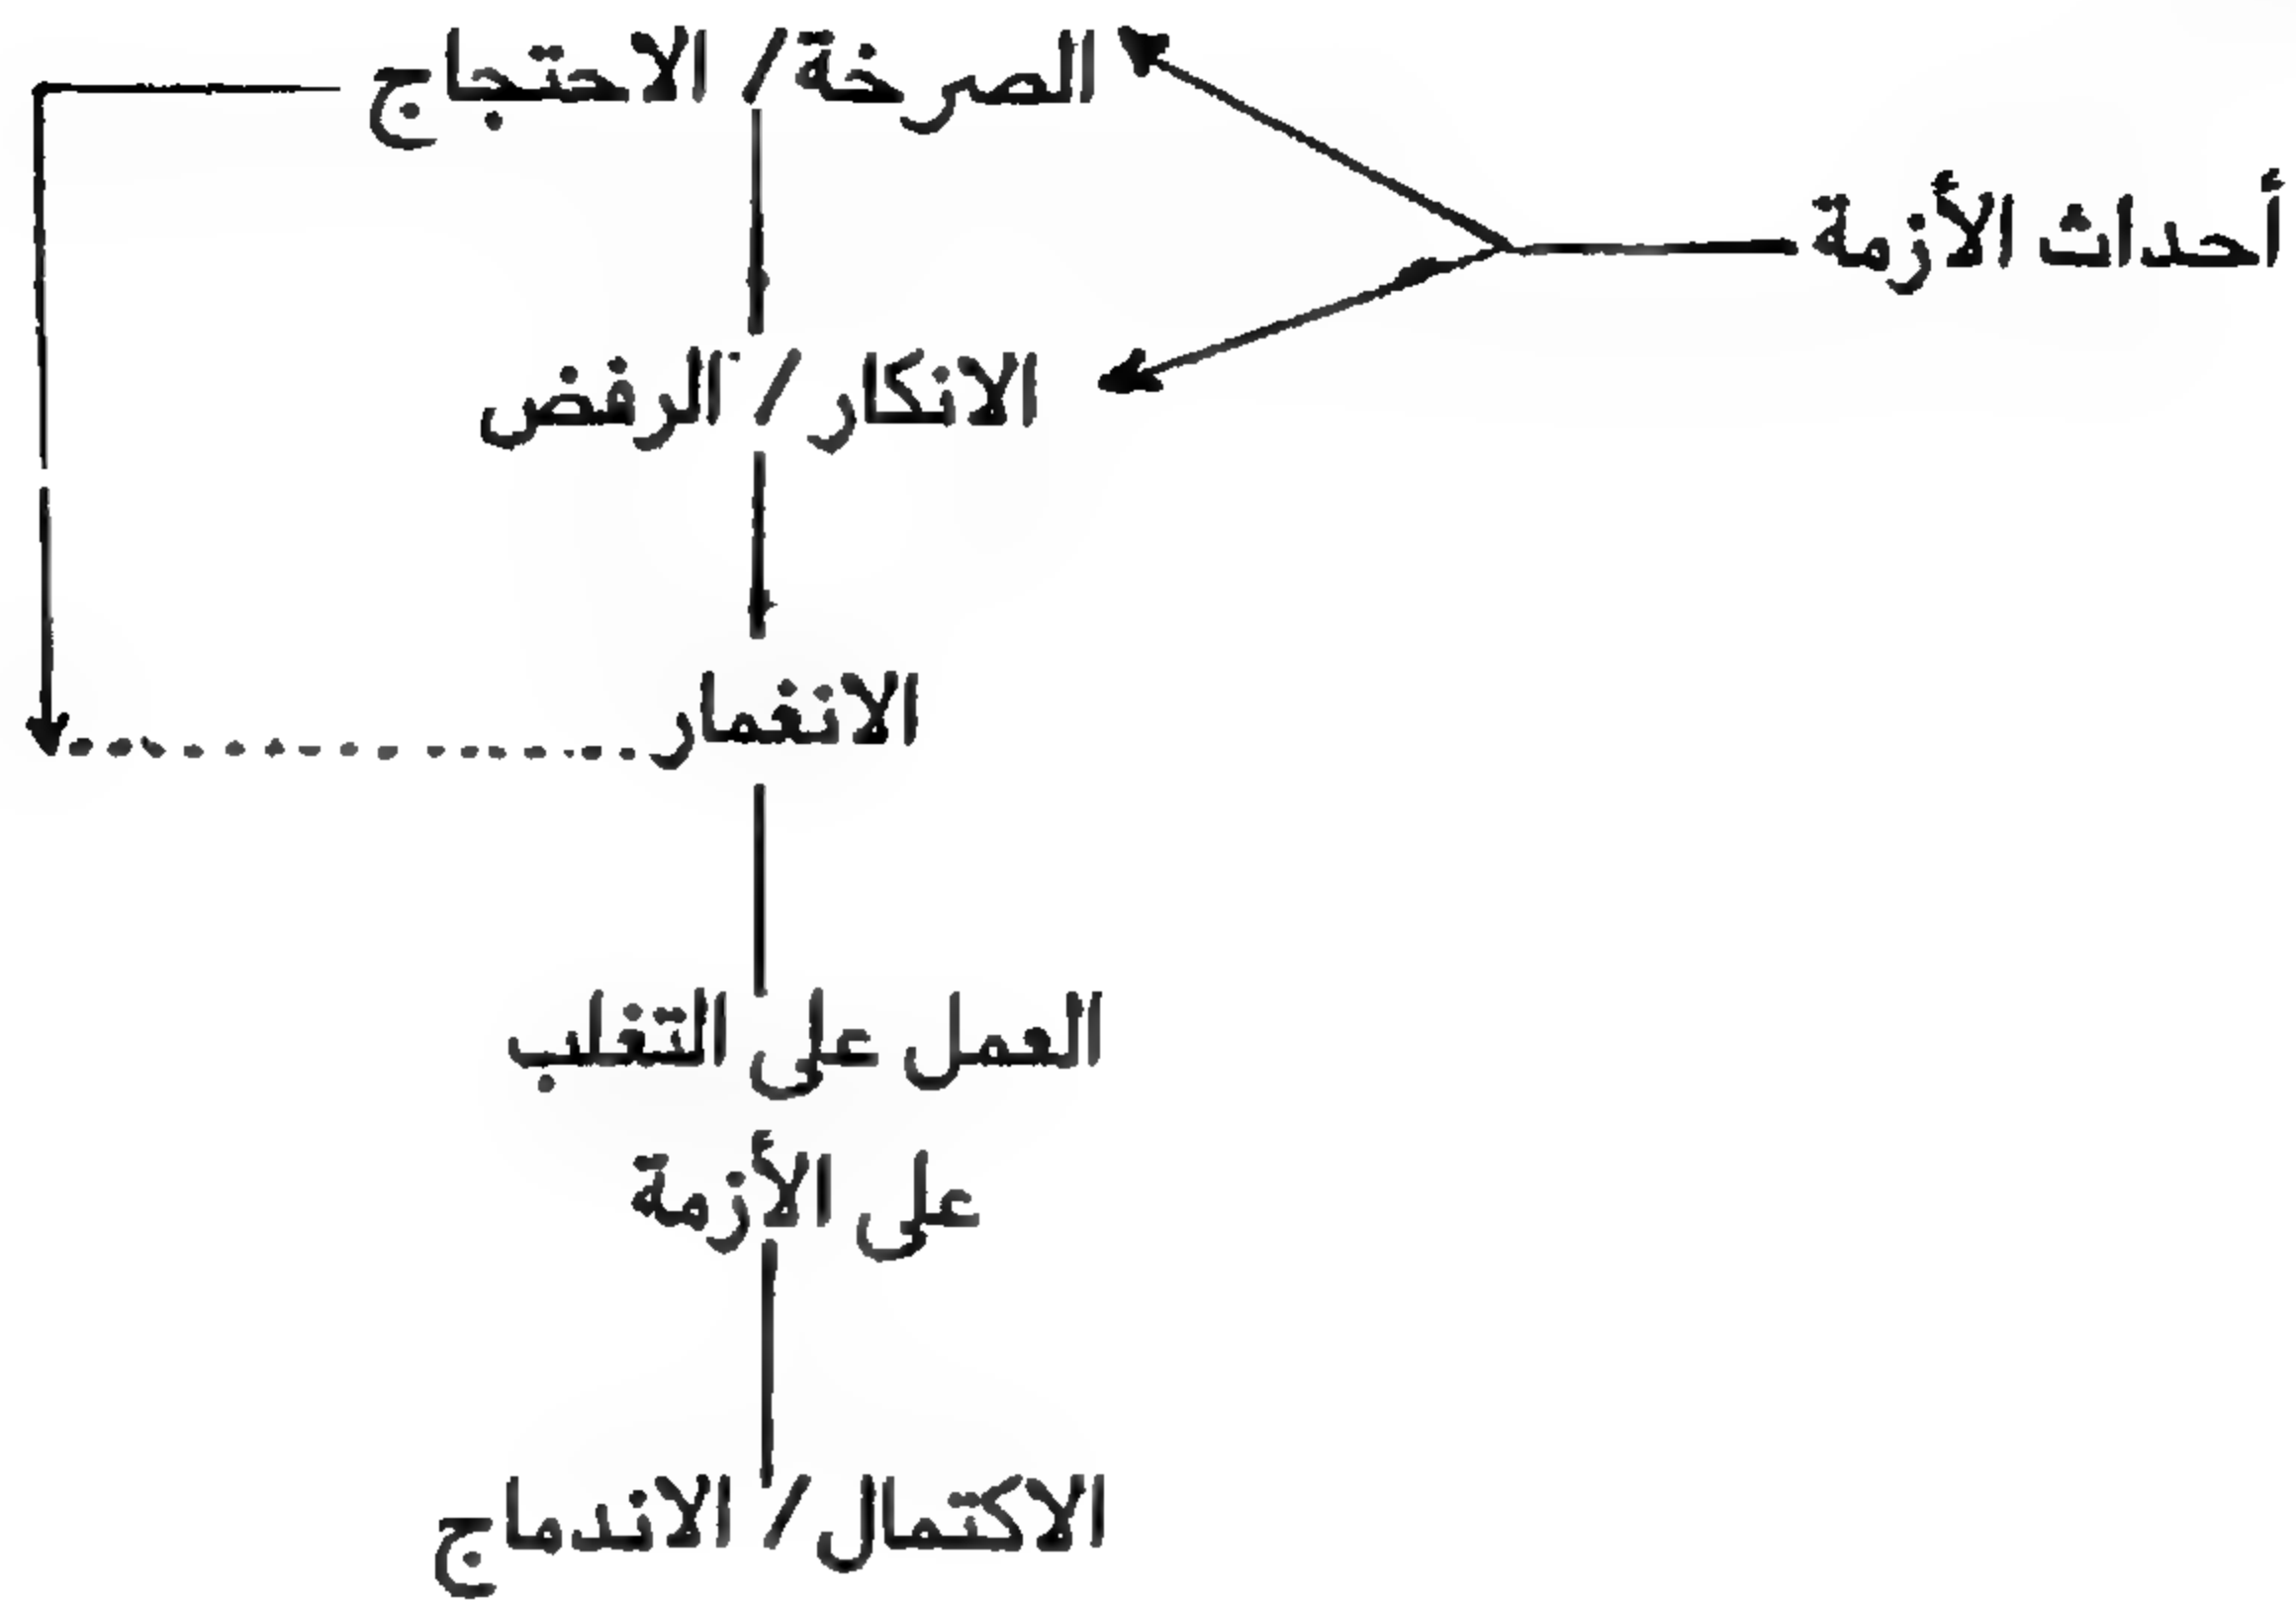 الصرخة/ الاحتجاج
أحداث الأزمة
الانكار/ الرفض
الانغمار
العمل على التغلب
على الأزمة
الاكتمال/ الاندماج